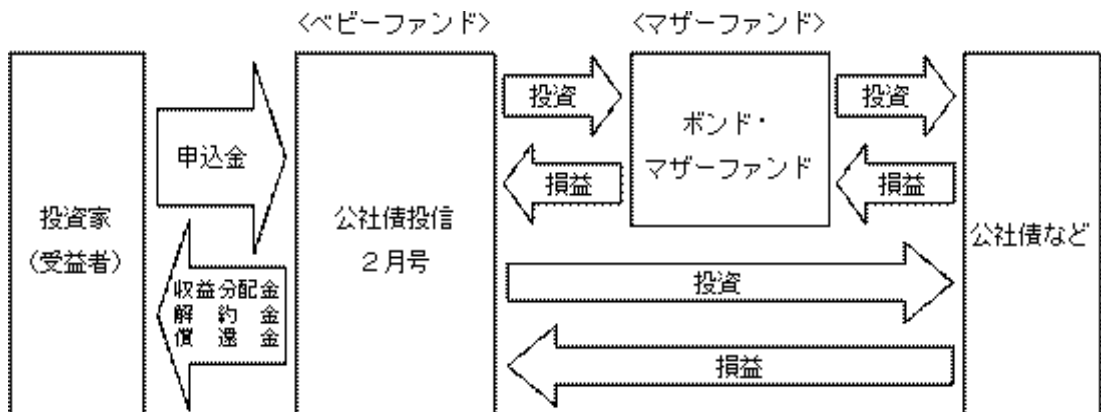 <ベビーファンド>
<マザーファンド>
投資家
(受益者)
申込金
収益分配金
解約金
償還金
公社債投信
2月号
投資
損益
ボンド・
マザーファンド
投資
損益
投資
損益
公社債など